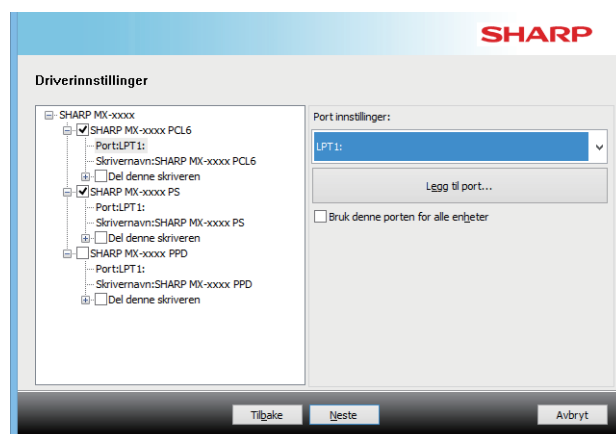 SHARP
Driverinnstillinger
SHARP MX-xxxx
SHARP MX-xxxx PCL6
Port:LPT1:
Skrivernavn:SHARP MX-xxxx PCL6
Del denne skriveren
SHARP MX-xxxx PS
Port:LPT1:
Skrivernavn:SHARP MX-xxxx PS
Del denne skriveren
SHARP MX-xxxx PPD
Port:LPT1:
Skrivernavn:SHARP MX-xxxx PPD
Del denne skriveren
Port innstillinger:
LPT1:
Legg til port...
Bruk denne porten for alle enheter
Tilbake
Neste
Avbryt